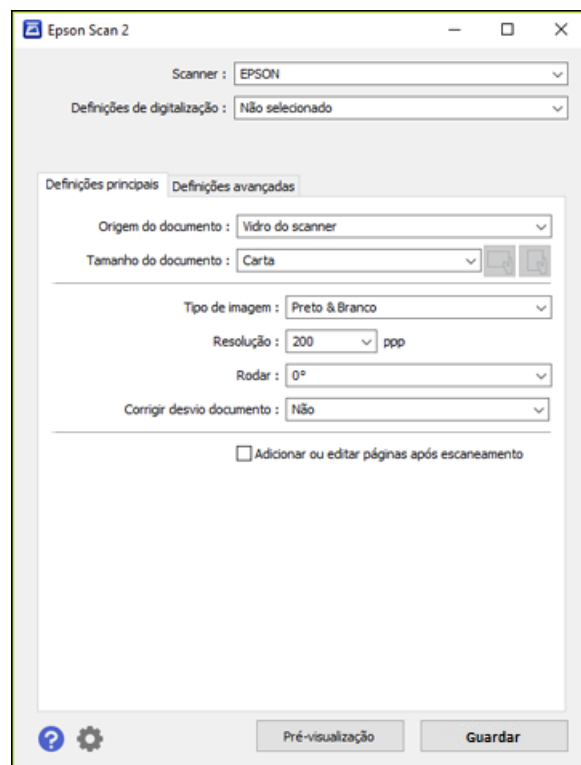 Epson Scan 2
Scanner : EPSON
Definições de digitalização : Não selecionado
Definições principais Definições avançadas
Origem do documento : Vidro do scanner
Tamanho do documento : Carta
Tipo de imagem : Preto & Branco
Resolução : 200 ppp
Rodar : 0°
Corrigir desvio documento : Não
Adicionar ou editar páginas após escaneamento
? Pré-visualização Guardar